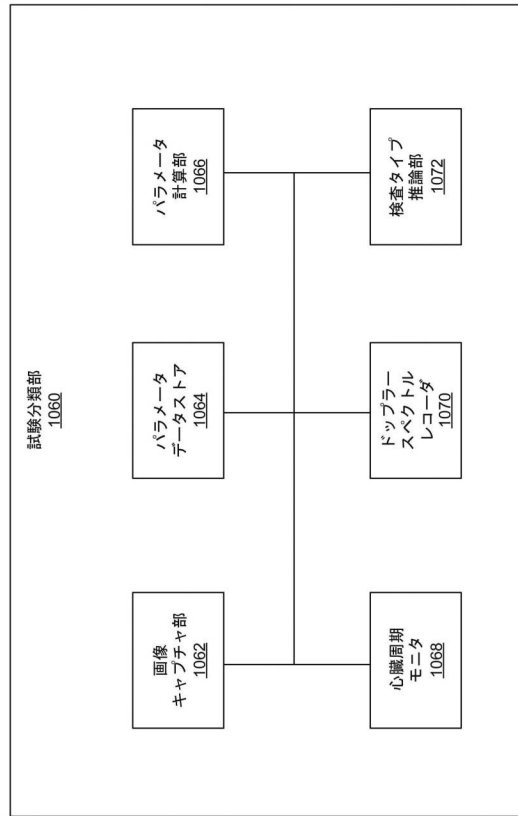 試験分類部
1060
画像
キャプチャ部
1062
パラメータ
データストア
1064
パラメータ
計算部
1066
心臓周期
モニタ
1068
ドップラー
スペクトル
レコーダ
1070
検査タイプ
推論部
1072